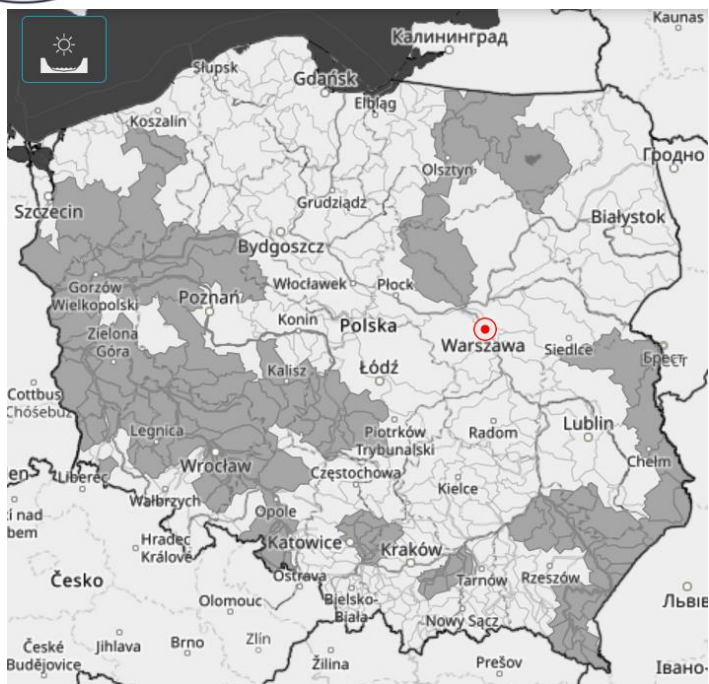 Kaunas
Калининград
Słupsk
Gdańsk
Elbląg
Koszalin
Гродно
Olsztyn
Szczecin
Grudziądz
Białystok
Bydgoszcz
Gorzów
Wielkopolski
Włocławek
Płock
Poznań
Konin
Polska
Warszawa
Siedlce
Брест
Zielona
Góra
Kalisz
Łódź
Cottbus
Chóśebuz
Legnica
Piotrków
Trybunalski
Radom
Lublin
Wrocław
Częstochowa
Chełm
Liberec
Wałbrzych
Opole
Kielce
Hradec
Králové
Katowice
Kraków
Česko
Ostrava
Tarnów
Rzeszów
Olomouc
Bielsko-
Biała
Nowy Sącz
Львів
České
Budějovice
Jihlava
Brno
Zlín
Žilina
Prešov
Івано-